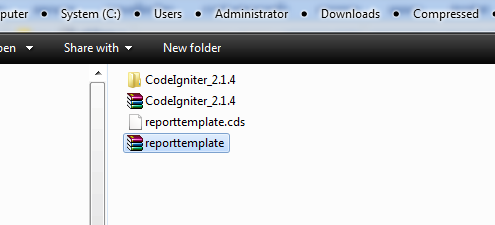 puter • System (C:) • Users • Administrator • Downloads • Compressed •
pen Share with New folder
CodeIgniter_2.1.4
CodeIgniter_2.1.4
reporttemplate.cds
reporttemplate